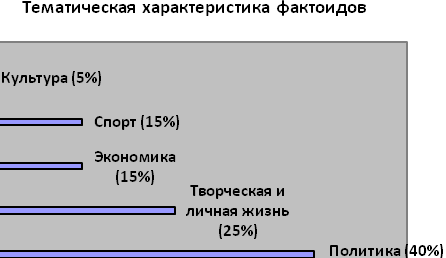 Тематическая характеристика фактоидов
Культура (5%)
Спорт (15%)
Экономика
(15%)
Творческая и
личная жизнь
(25%)
Политика (40%)